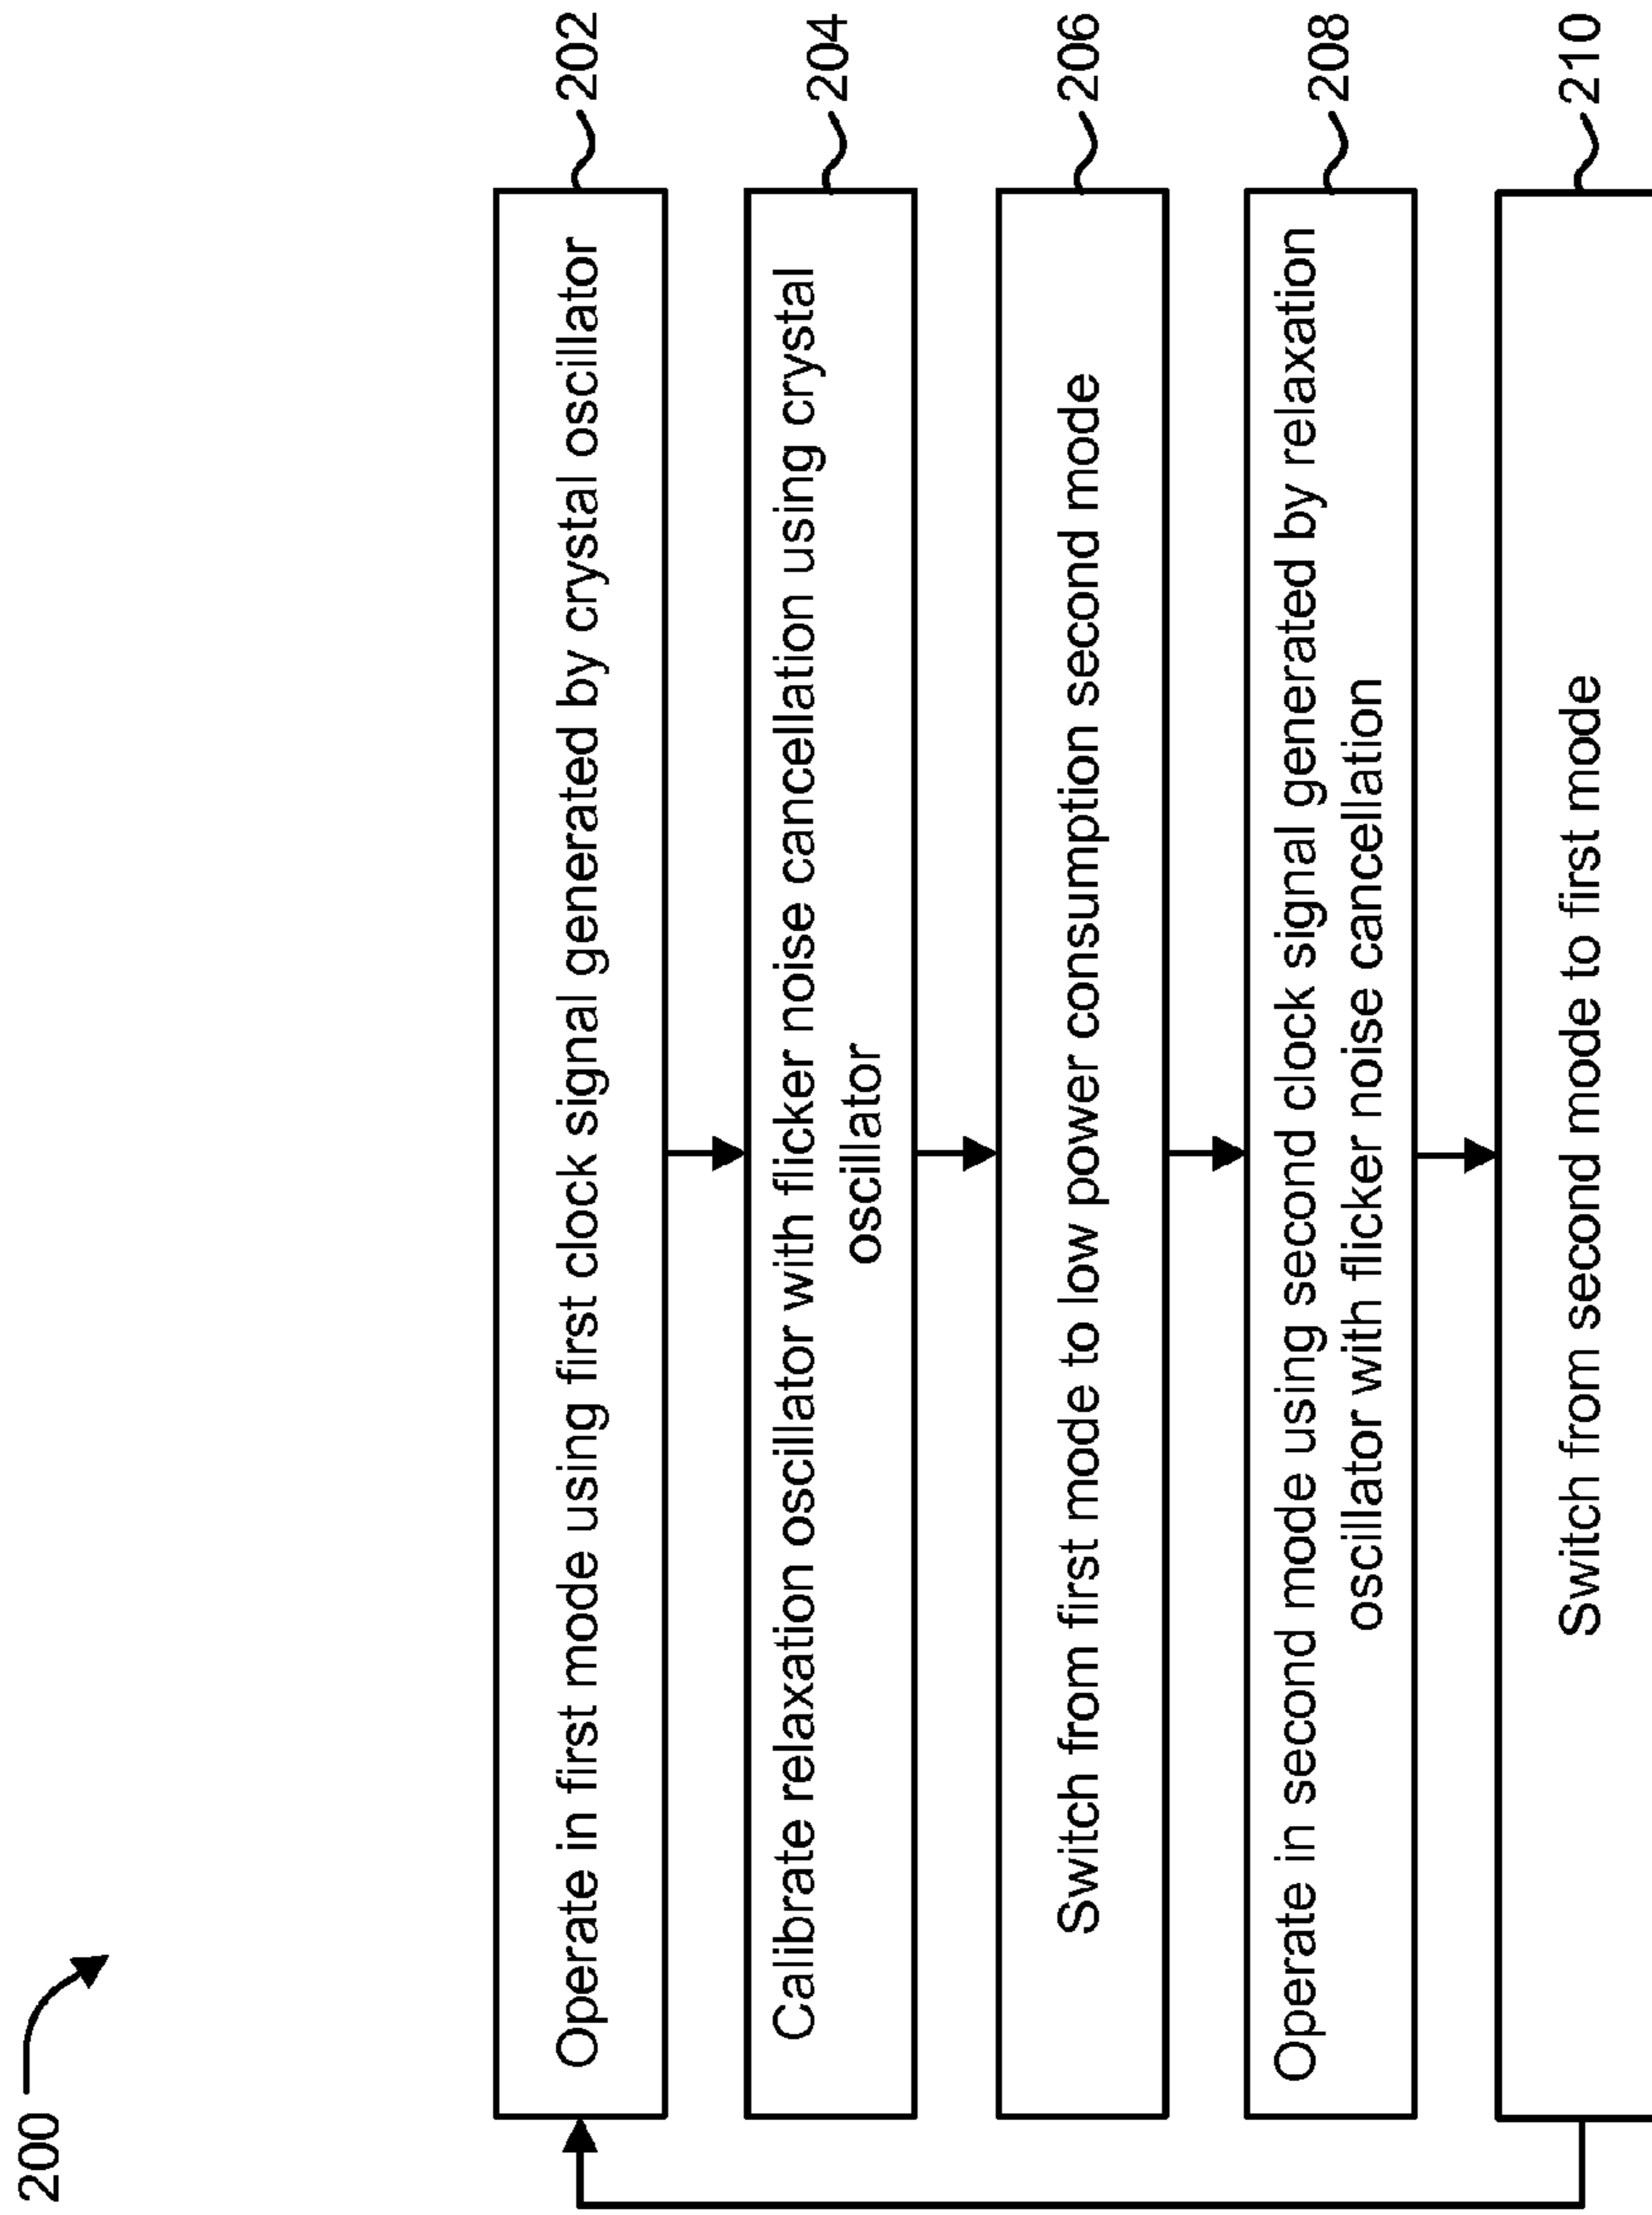 200
Operate in first mode using first clock signal generated by crystal oscillator
202
Calibrate relaxation oscillator with flicker noise cancellation using crystal
oscillator
204
Switch from first mode to low power consumption second mode
206
Operate in second mode using second clock signal generated by relaxation
oscillator with flicker noise cancellation
208
Switch from second mode to first mode
210